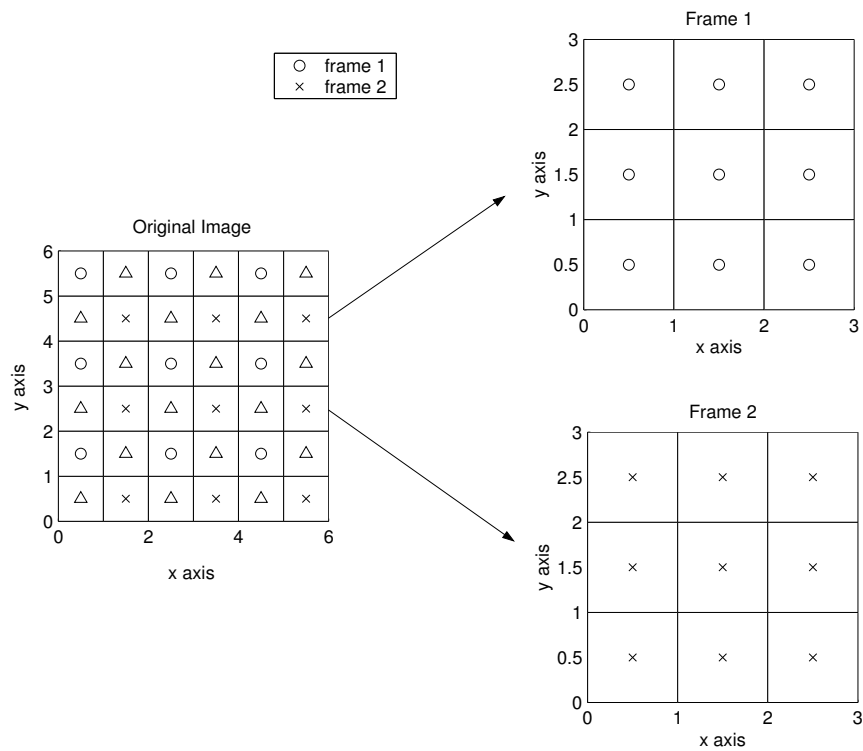 frame 1
frame 2
Original Image
6
5
4
3
2
1
0
y axis
0 2 4 6
x axis
Frame 1
3
2.5
2
1.5
1
0.5
0
y axis
0 1 2 3
x axis
Frame 2
3
2.5
2
1.5
1
0.5
0
y axis
0 1 2 3
x axis